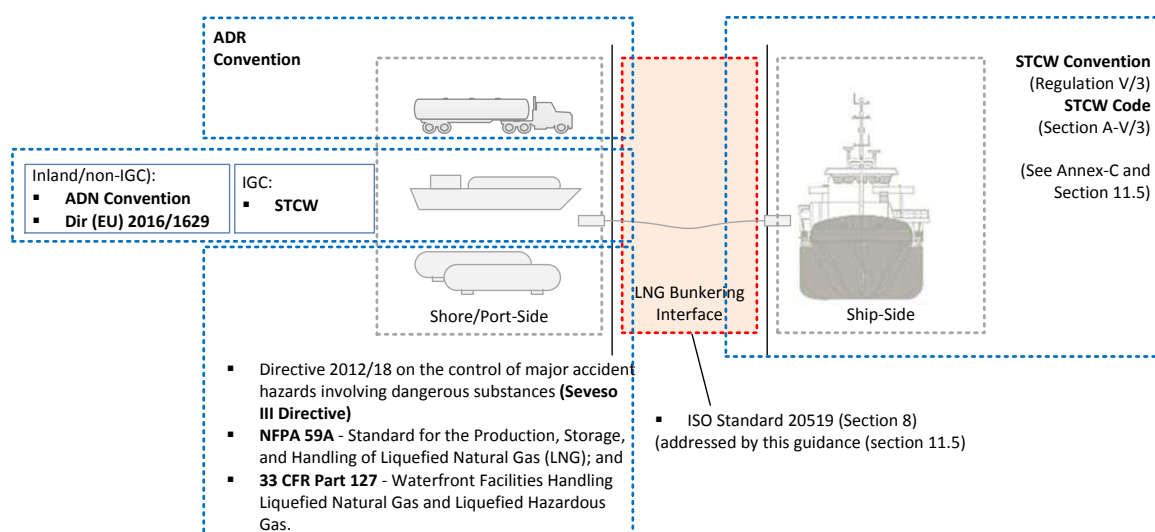 ADR
Convention
STCW Convention
(Regulation V/3)
STCW Code
(Section A-V/3)
(See Annex-C and
Section 11.5)
Inland/non-IGC):
▪ ADN Convention
▪ Dir (EU) 2016/1629
IGC:
▪ STCW
Shore/Port-Side
LNG Bunkering
Interface
Ship-Side
▪ Directive 2012/18 on the control of major accident
hazards involving dangerous substances (Seveso
III Directive)
▪ NFPA 59A - Standard for the Production, Storage,
and Handling of Liquefied Natural Gas (LNG); and
▪ 33 CFR Part 127 - Waterfront Facilities Handling
Liquefied Natural Gas and Liquefied Hazardous
Gas.
▪ ISO Standard 20519 (Section 8)
(addressed by this guidance (section 11.5)